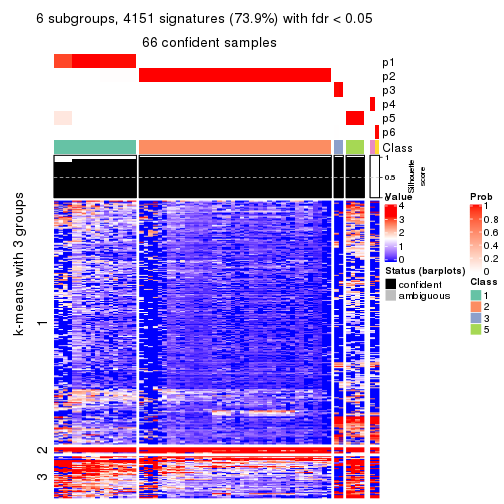 6 subgroups, 4151 signatures (73.9%) with fdr < 0.05
66 confident samples
p1
p2
p3
p4
p5
p6
Class
1
0.5
0
Silhouette
score
k-means with 3 groups
1
2
3
Value
4
3
2
1
0
Status (barplots)
confident
ambiguous
Prob
1
0.8
0.6
0.4
0.2
0
Class
1
2
3
5